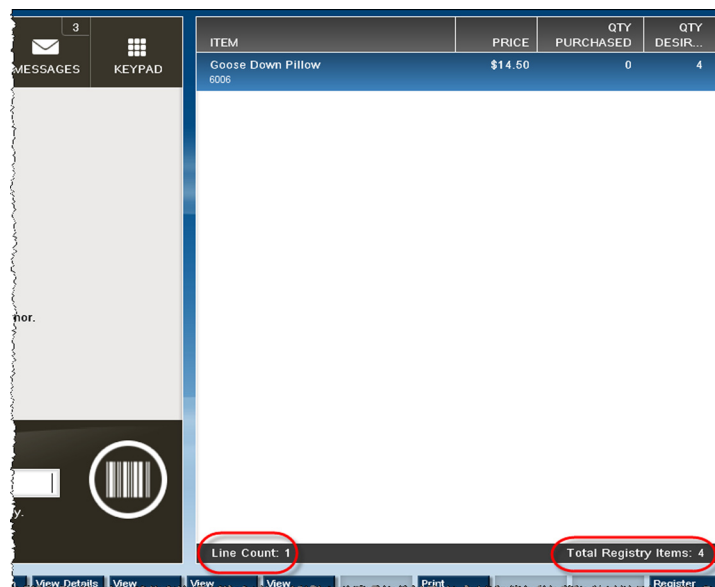 3
MESSAGES KEYPAD
ITEM PRICE QTY PURCHASED QTY DESIR...
Goose Down Pillow $14.50 0 4
6006
nor.
y.
Line Count: 1 Total Registry Items: 4
View Details View View View Print Register